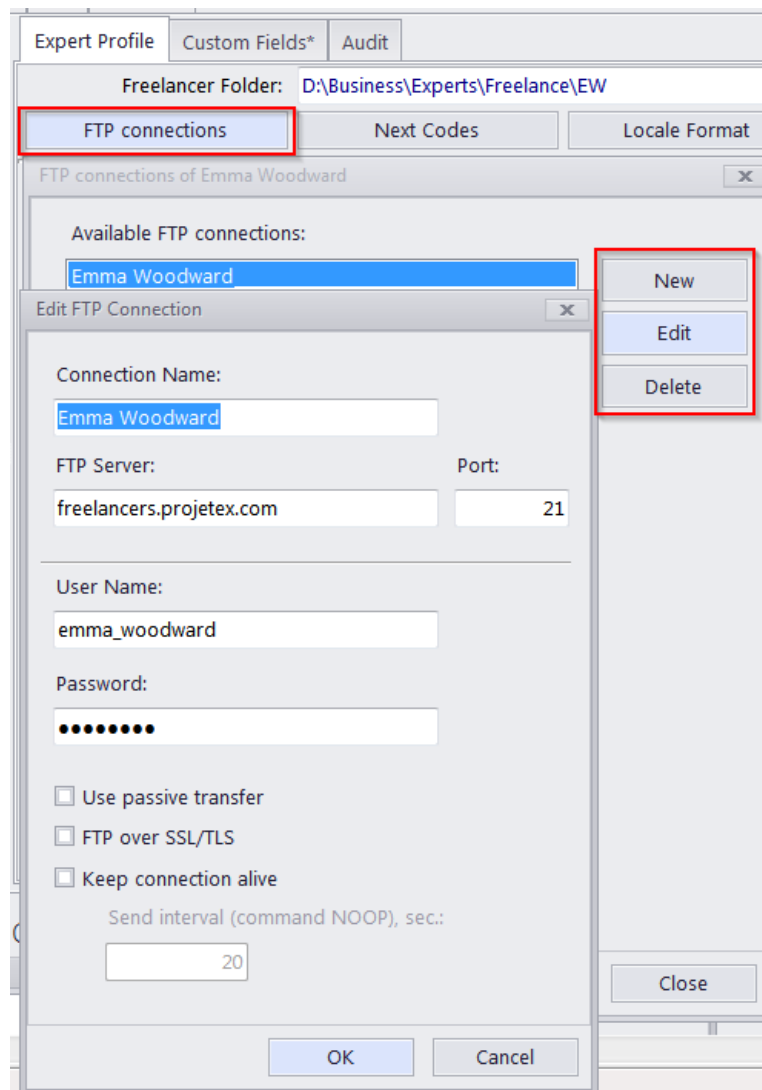 Expert Profile Custom Fields* Audit
Freelancer Folder: D:\Business\Experts\Freelance\EW
FTP connections Next Codes Locale Format
FTP connections of Emma Woodward
Available FTP connections:
Emma Woodward
New
Edit FTP Connection
Edit
Connection Name:
Delete
Emma Woodward
FTP Server: Port:
freelancers.projetex.com 21
User Name:
emma_woodward
Password:
••••••••
Use passive transfer
FTP over SSL/TLS
Keep connection alive
Send interval (command NOOP), sec.:
20
Close
OK Cancel